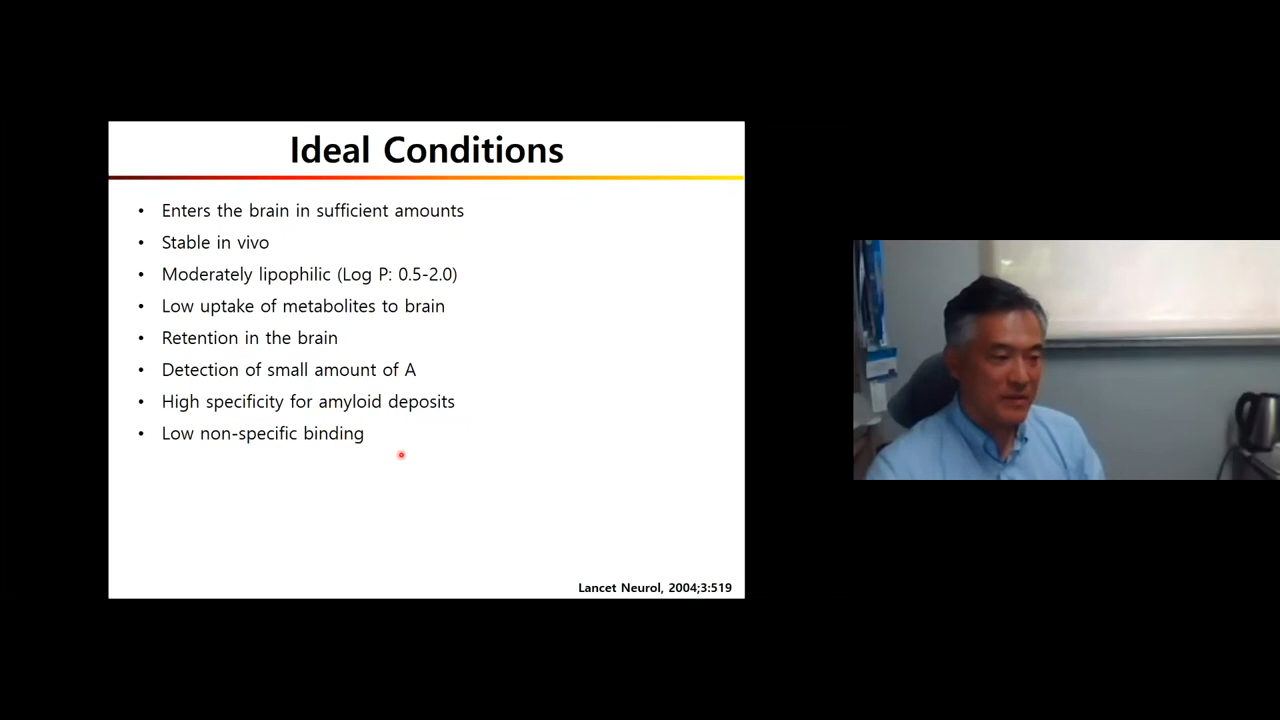 Ideal Conditions
• Enters the brain in sufficient amounts
• Stable in vivo
• Moderately lipophilic (Log P: 0.5-2.0)
• Low uptake of metabolites to brain
• Retention in the brain
• Detection of small amount of A
• High specificity for amyloid deposits
• Low non-specific binding
Lancet Neurol, 2004;3:519